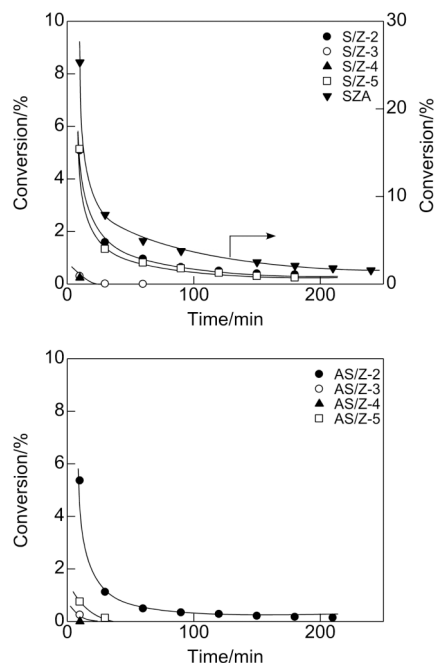 10
8
6
4
2
0
Conversion/%
30
20
10
0
Conversion/%
S/Z-2
S/Z-3
S/Z-4
S/Z-5
SZA
0
100
200
Time/min
10
8
6
4
2
0
Conversion/%
AS/Z-2
AS/Z-3
AS/Z-4
AS/Z-5
0
100
200
Time/min